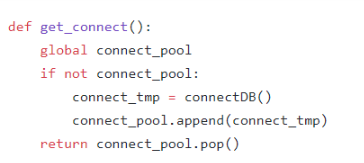 def get_connect():
    global connect_pool
    if not connect_pool:
        connect_tmp = connectDB()
        connect_pool.append(connect_tmp)
    return connect_pool.pop()